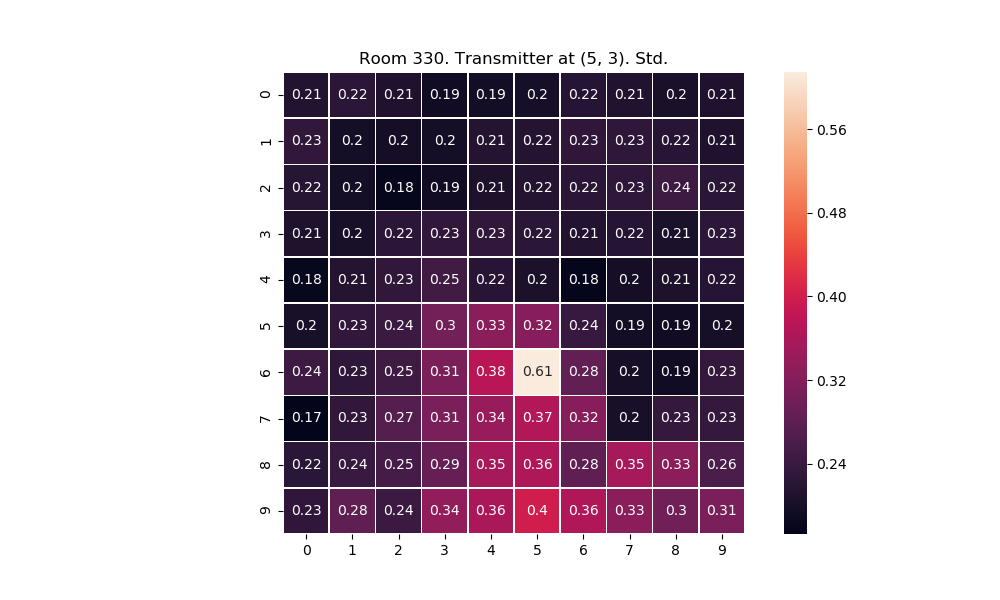 Room 330. Transmitter at (5, 3). Std.
0 0.21 0.22 0.21 0.19 0.19 0.2 0.22 0.21 0.2 0.21
1 0.23 0.2 0.2 0.2 0.21 0.22 0.23 0.23 0.22 0.21
2 0.22 0.2 0.18 0.19 0.21 0.22 0.22 0.23 0.24 0.22
3 0.21 0.2 0.22 0.23 0.23 0.22 0.21 0.22 0.21 0.23
4 0.18 0.21 0.23 0.25 0.22 0.2 0.18 0.2 0.21 0.22
5 0.2 0.23 0.24 0.3 0.33 0.32 0.24 0.19 0.19 0.2
6 0.24 0.23 0.25 0.31 0.38 0.61 0.28 0.2 0.19 0.23
7 0.17 0.23 0.27 0.31 0.34 0.37 0.32 0.2 0.23 0.23
8 0.22 0.24 0.25 0.29 0.35 0.36 0.28 0.35 0.33 0.26
9 0.23 0.28 0.24 0.34 0.36 0.4 0.36 0.33 0.3 0.31
0 1 2 3 4 5 6 7 8 9
0.56
0.48
0.40
0.32
0.24